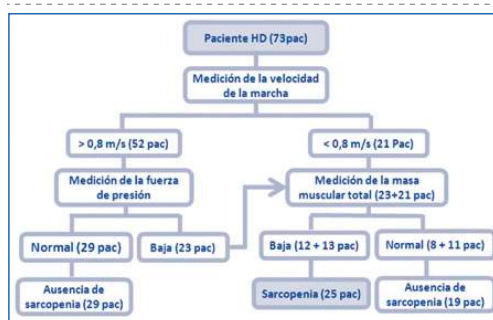 Paciente HD (73pac)
Medición de la velocidad
de la marcha
> 0,8 m/s (52 pac)
< 0,8 m/s (21 Pac)
Medición de la fuerza
de presión
Medición de la masa
muscular total (23+21 pac)
Normal (29 pac)
Baja (23 pac)
Baja (12 + 13 pac)
Normal (8 + 11 pac)
Ausencia de
sarcopenia (29 pac)
Sarcopenia (25 pac)
Ausencia de
sarcopenia (19 pac)